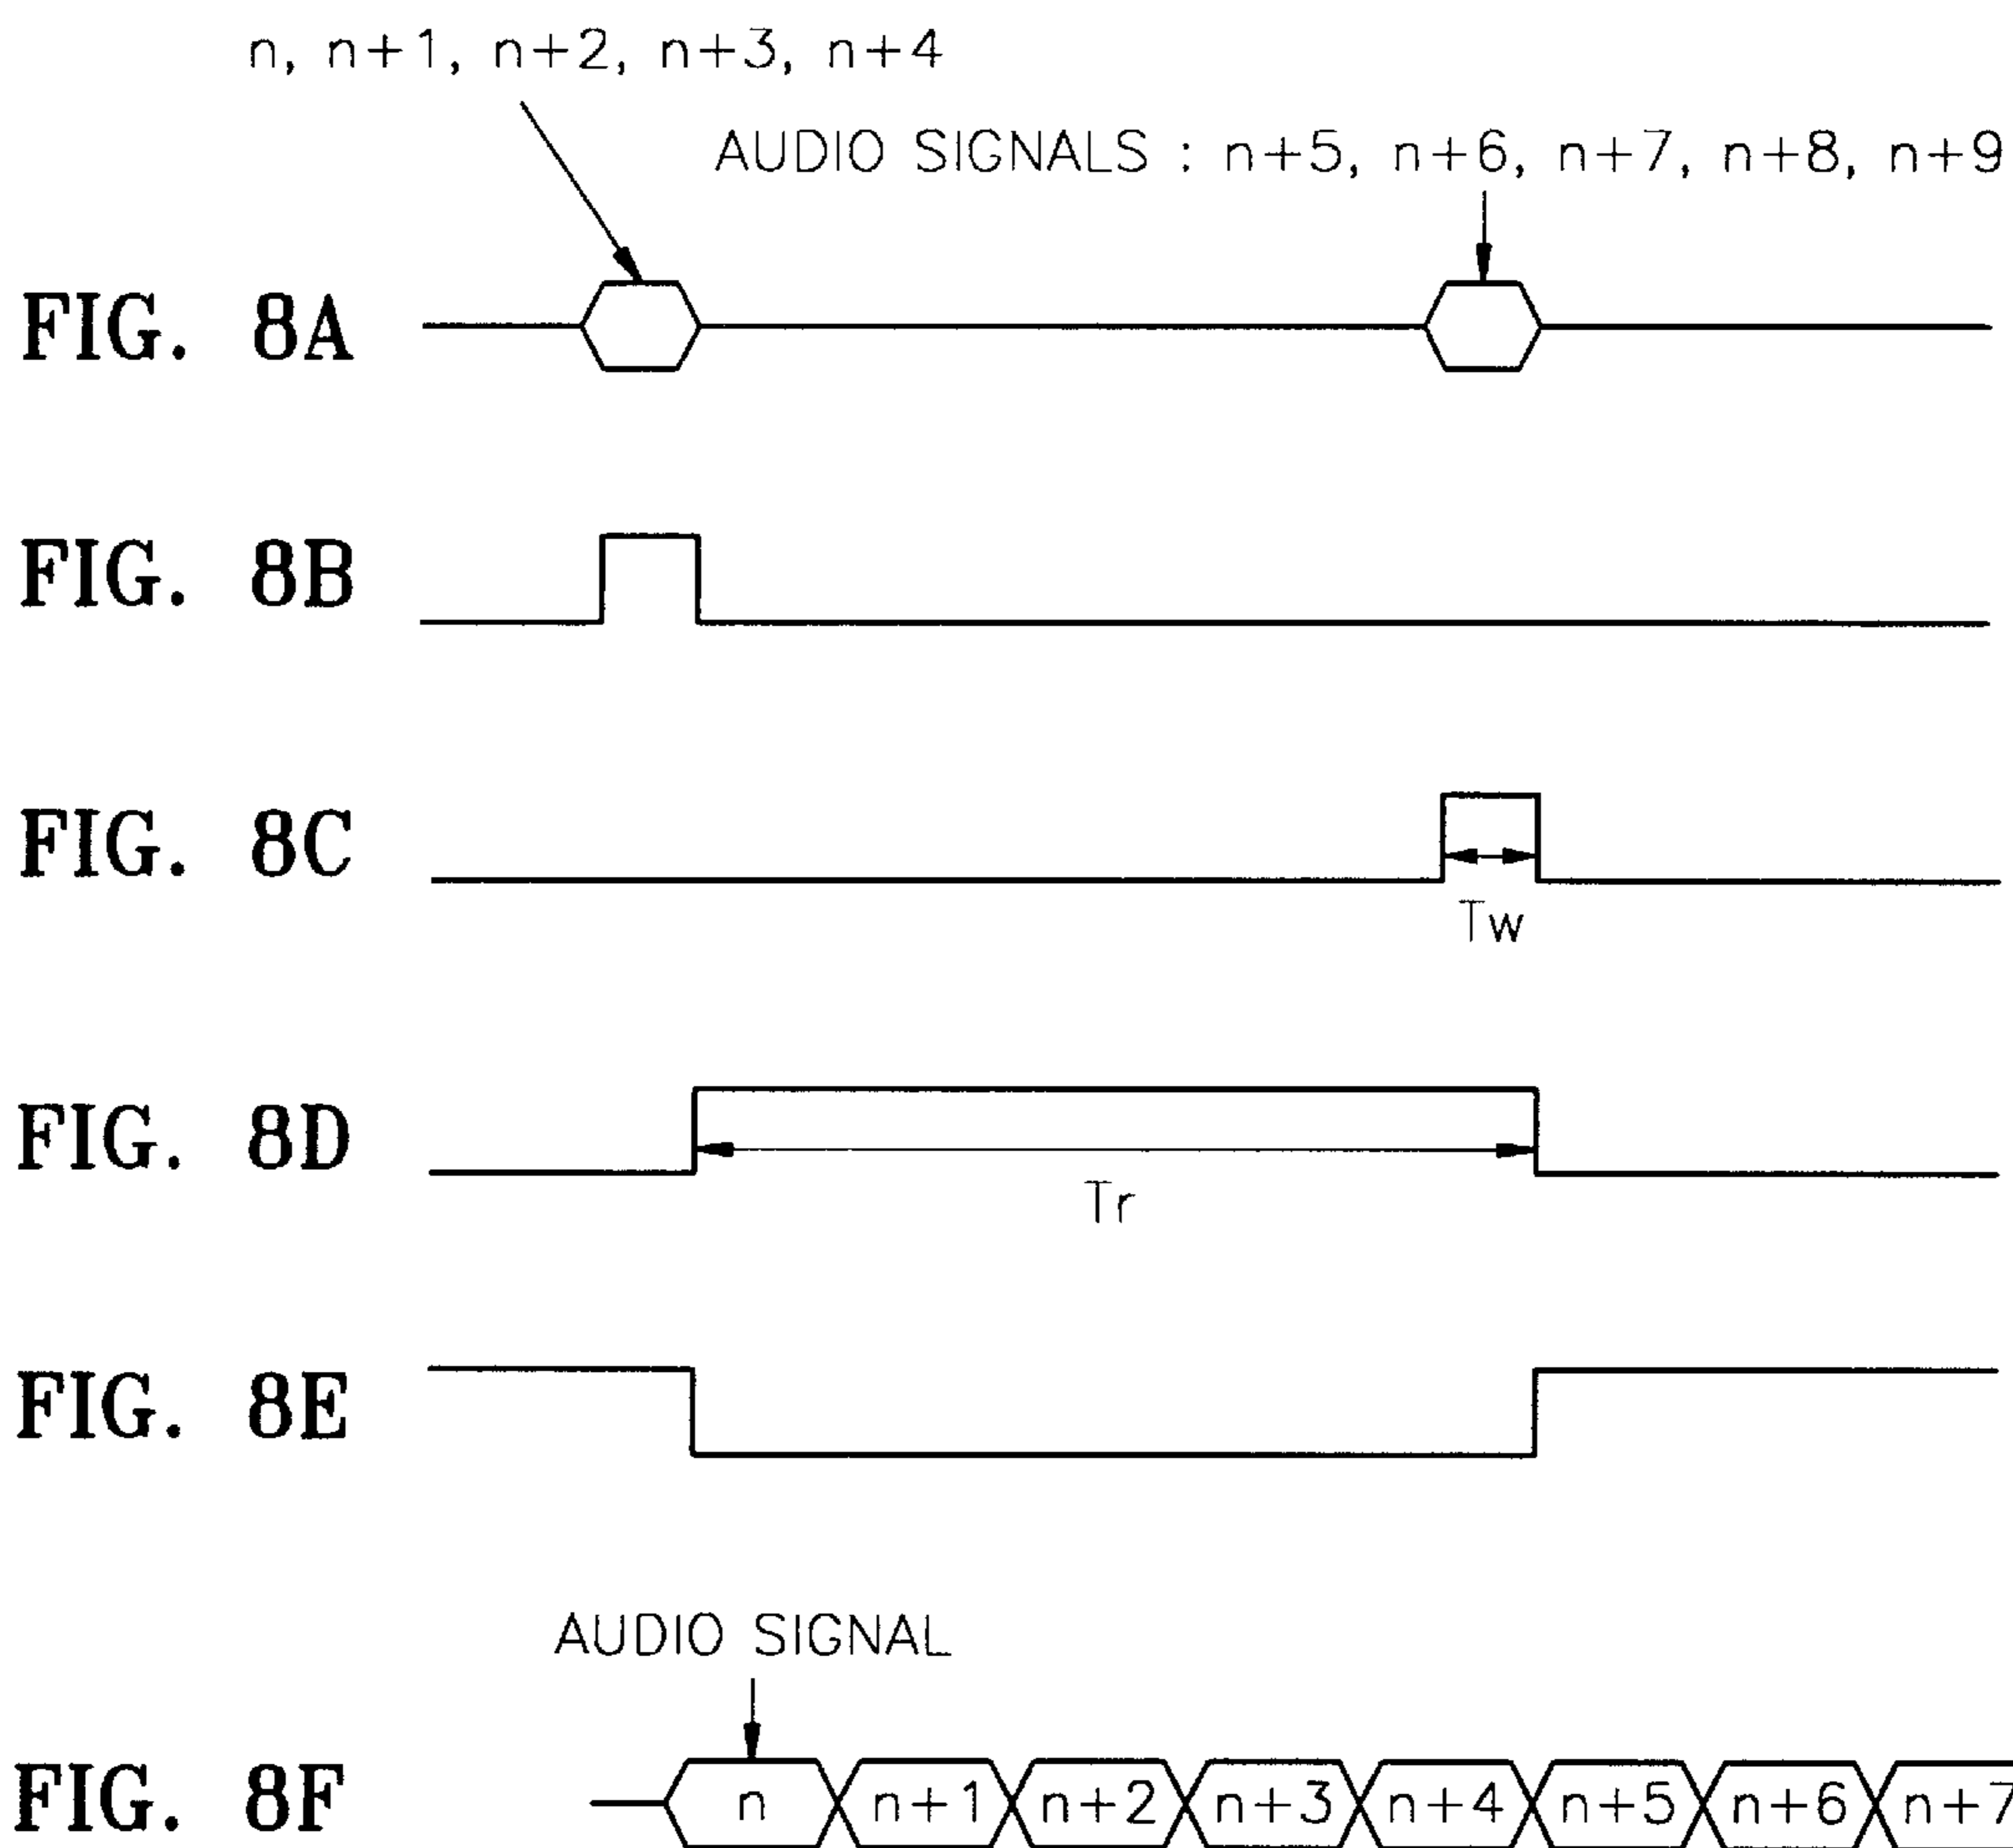 n, n+1, n+2, n+3, n+4
AUDIO SIGNALS : n+5, n+6, n+7, n+8, n+9
FIG. 8A
FIG. 8B
FIG. 8C
Tw
FIG. 8D
Tr
FIG. 8E
AUDIO SIGNAL
FIG. 8F
n n+1 n+2 n+3 n+4 n+5 n+6 n+7